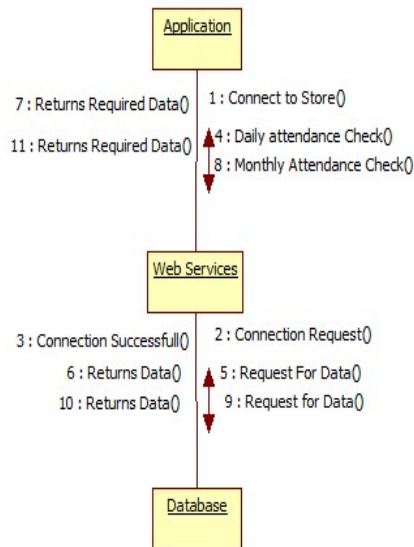 Application
7 : Returns Required Data()
1 : Connect to Store()
11 : Returns Required Data()
4 : Daily attendance Check()
8 : Monthly Attendance Check()
Web Services
3 : Connection Successfull()
2 : Connection Request()
6 : Returns Data()
5 : Request For Data()
10 : Returns Data()
9 : Request for Data()
Database